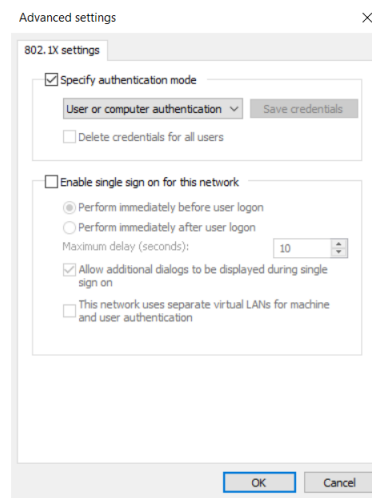 Advanced settings
802.1X settings
Specify authentication mode
User or computer authentication
Save credentials
Delete credentials for all users
Enable single sign on for this network
Perform immediately before user logon
Perform immediately after user logon
Maximum delay (seconds):
10
Allow additional dialogs to be displayed during single
sign on
This network uses separate virtual LANs for machine
and user authentication
OK
Cancel